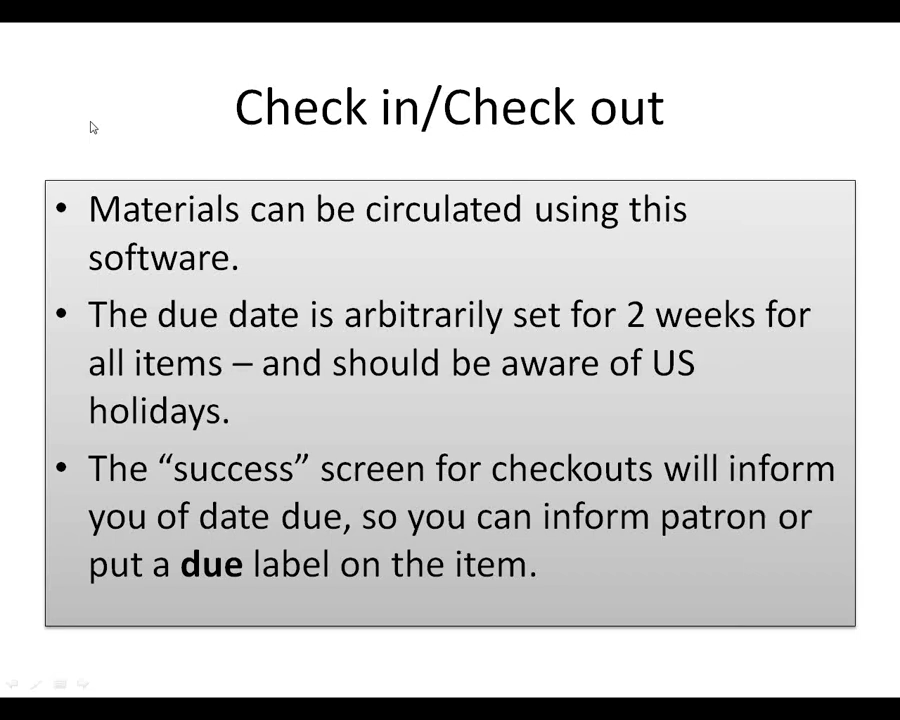 Check in/Check out
• Materials can be circulated using this
software.
• The due date is arbitrarily set for 2 weeks for
all items – and should be aware of US
holidays.
• The “success” screen for checkouts will inform
you of date due, so you can inform patron or
put a due label on the item.